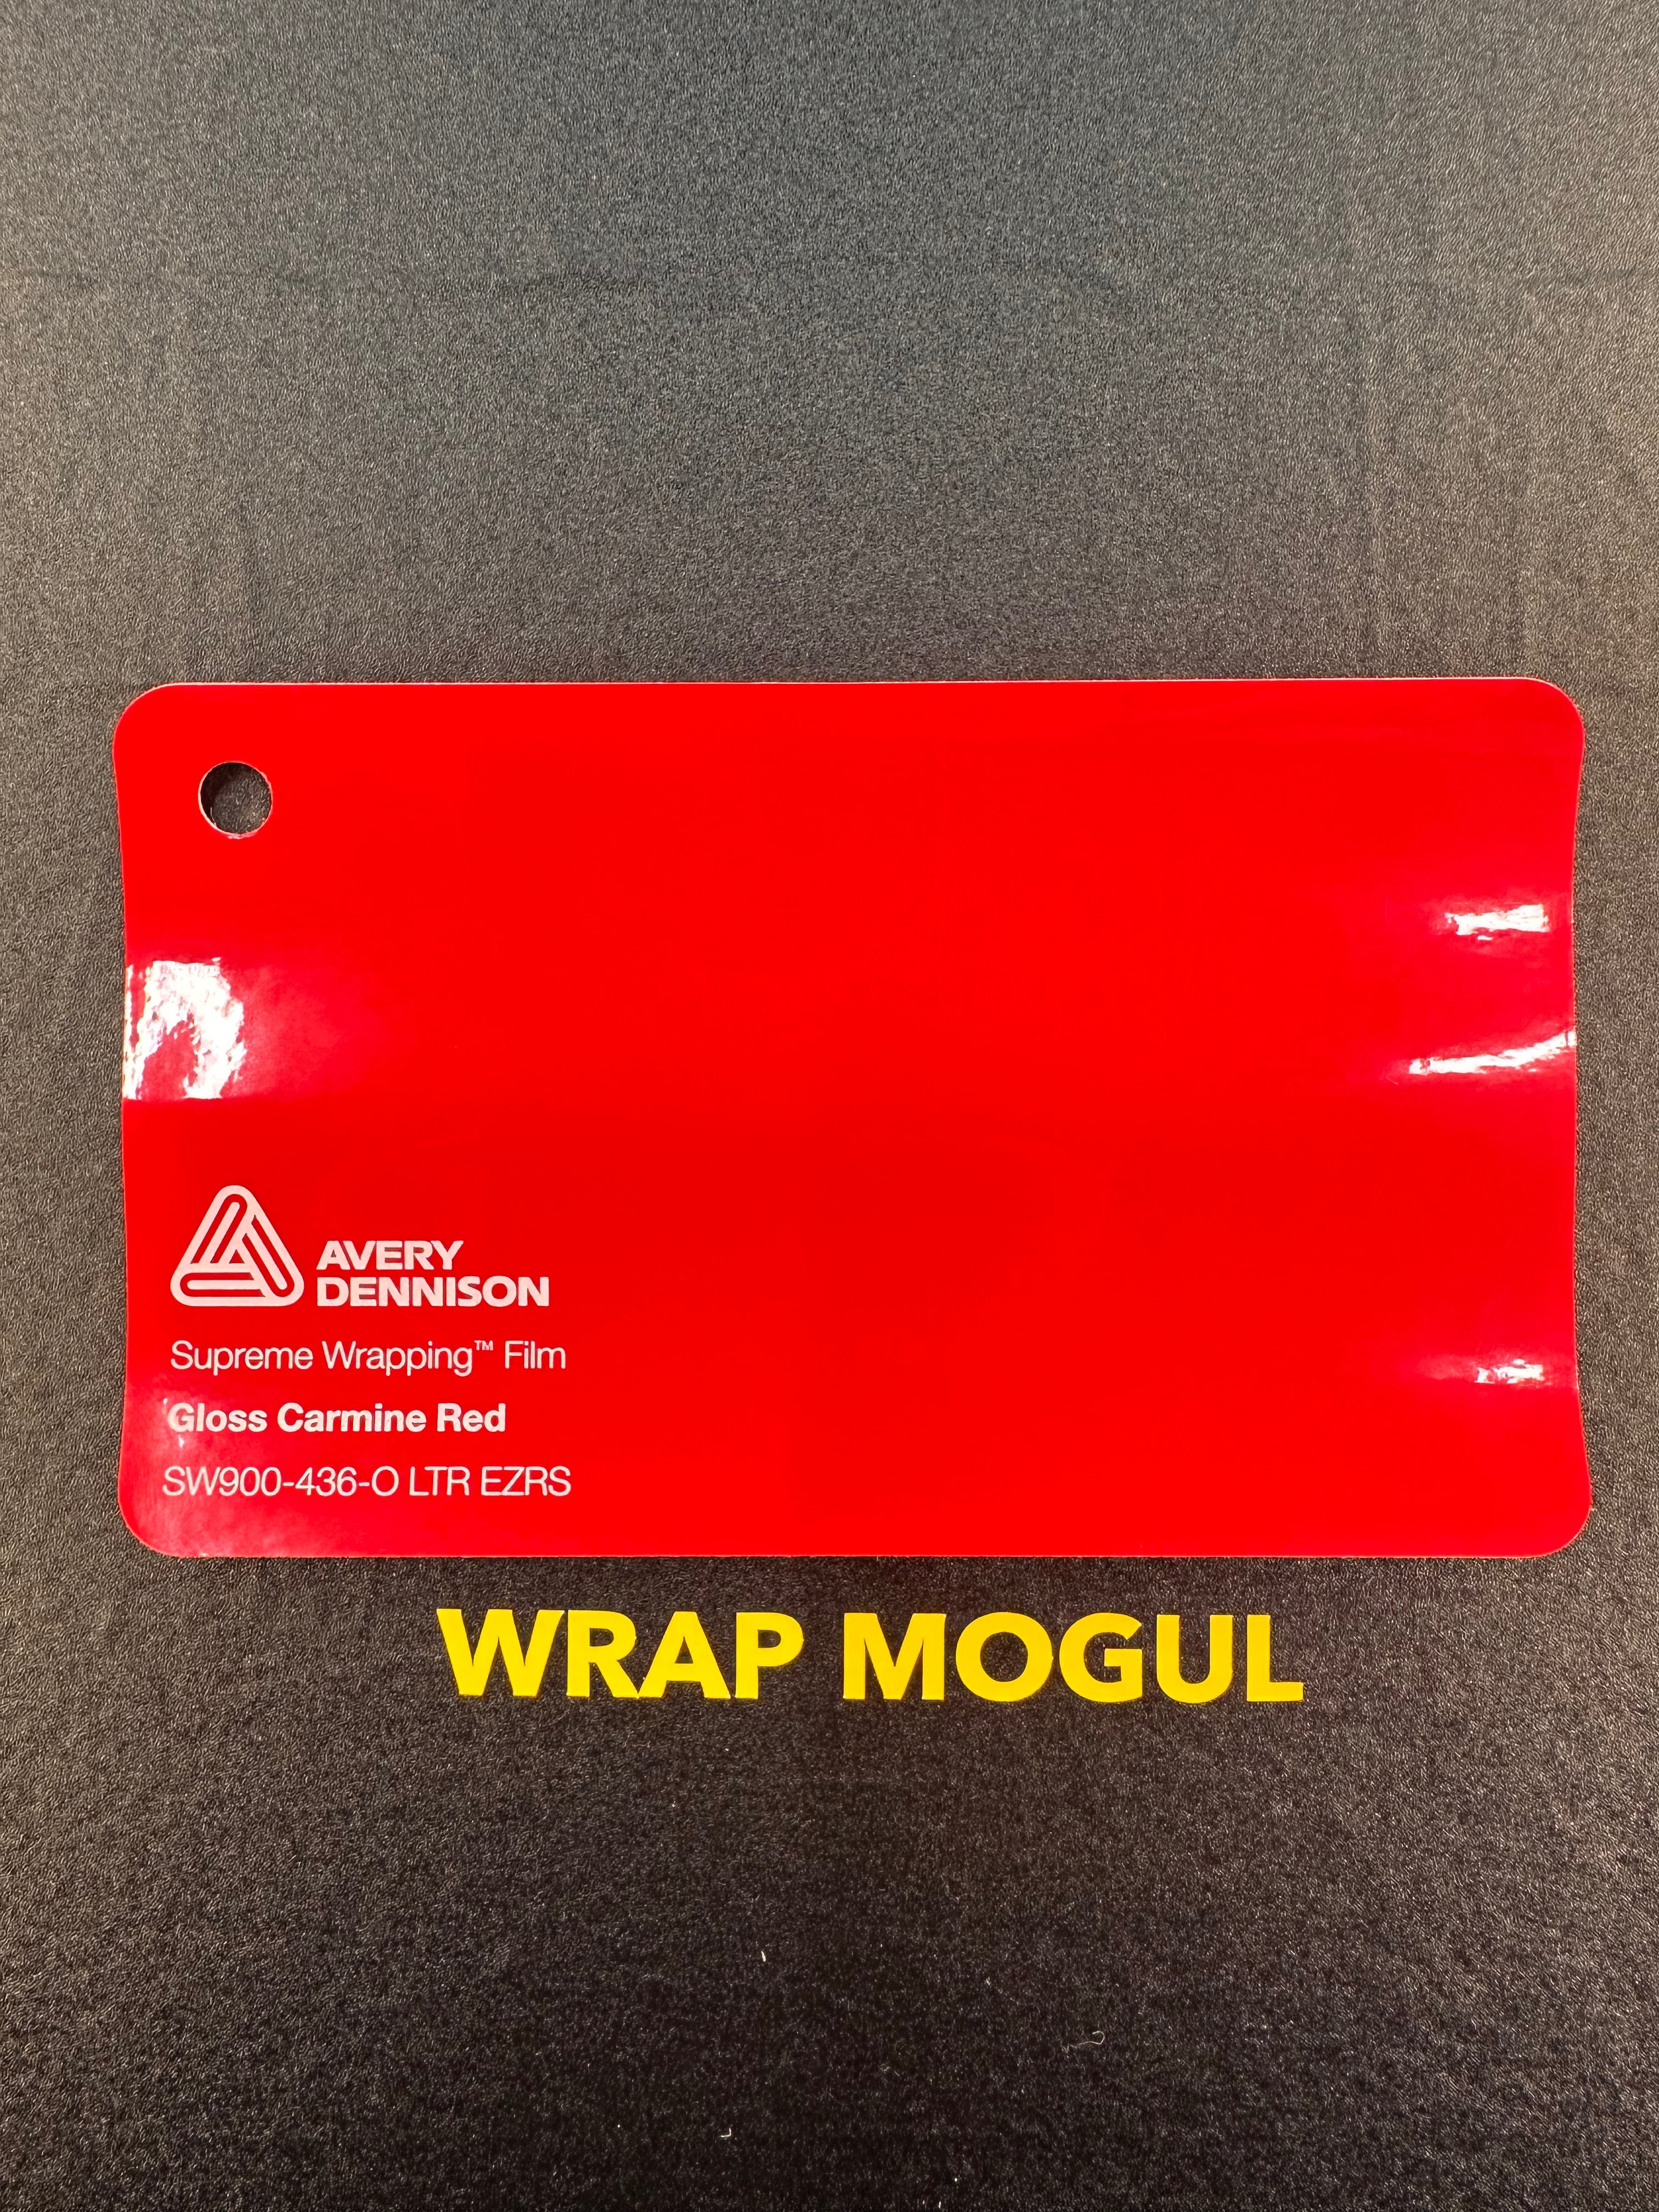 AVERY
DENNISON
Supreme Wrapping™ Film
Gloss Carmine Red
SW900-436-O LTR EZRS
WRAP MOGUL